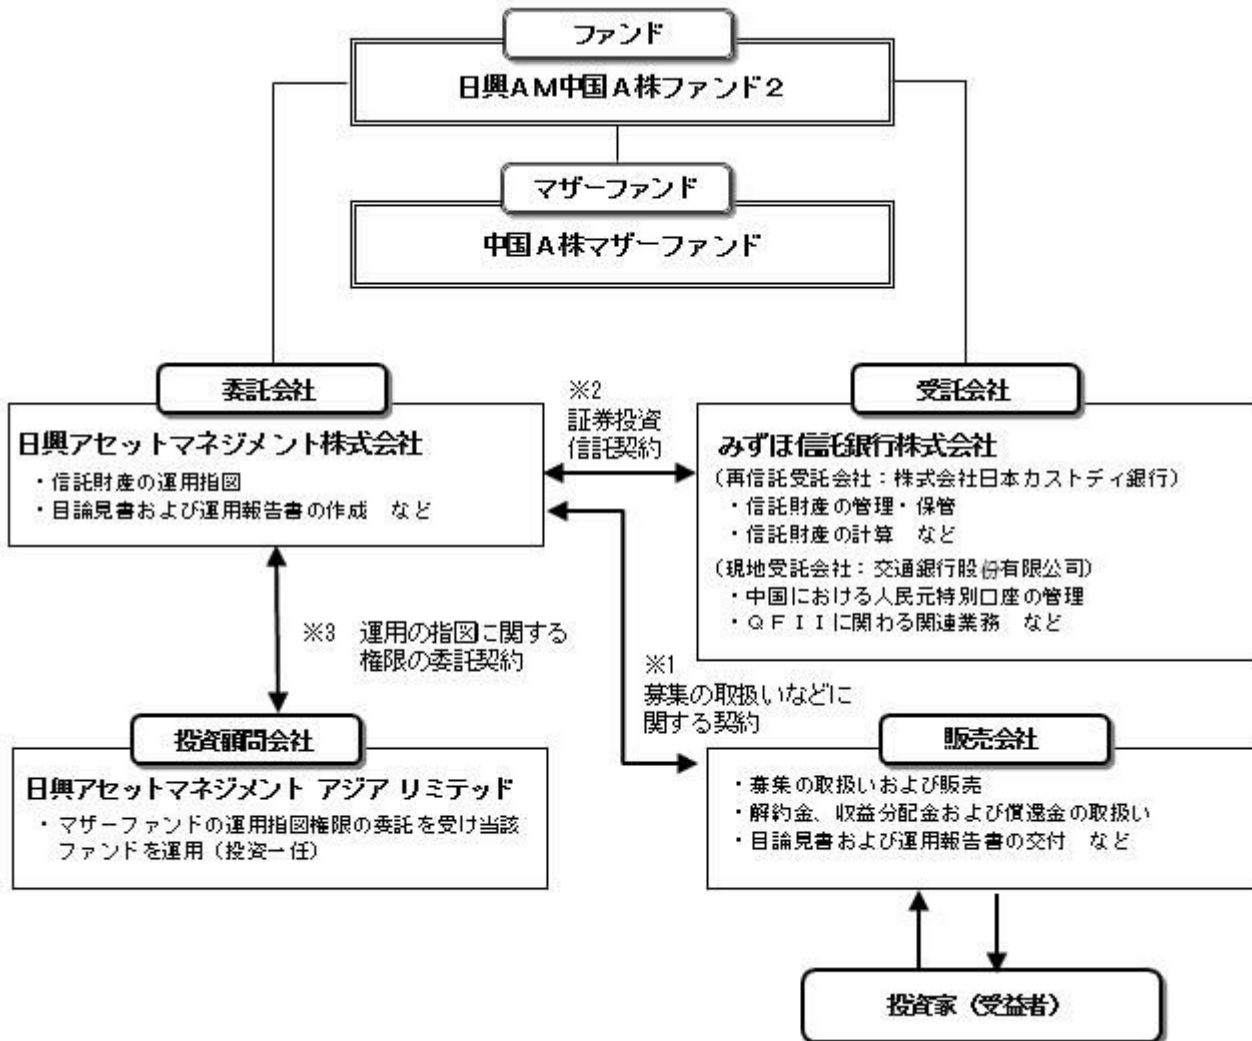 ファンド
日興AM中国A株ファンド2
マザーファンド
中国A株マザーファンド
委託会社
日興アセットマネジメント株式会社
・信託財産の運用指図
・目論見書および運用報告書の作成 など
※2
証券投資
信託契約
受託会社
みずほ信託銀行株式会社
(再信託受託会社:株式会社日本カストディ銀行)
・信託財産の管理・保管
・信託財産の計算 など
(現地受託会社:交通銀行股份有限公司)
・中国における人民元特別口座の管理
・QFIIに関わる関連業務 など
※3 運用の指図に関する
権限の委託契約
※1
募集の取扱いなどに
関する契約
投資顧問会社
日興アセットマネジメント アジア リミテッド
・マザーファンドの運用指図権限の委託を受け当該
ファンドを運用(投資一任)
販売会社
・募集の取扱いおよび販売
・解約金、収益分配金および償還金の取扱い
・目論見書および運用報告書の交付 など
投資家(受益者)